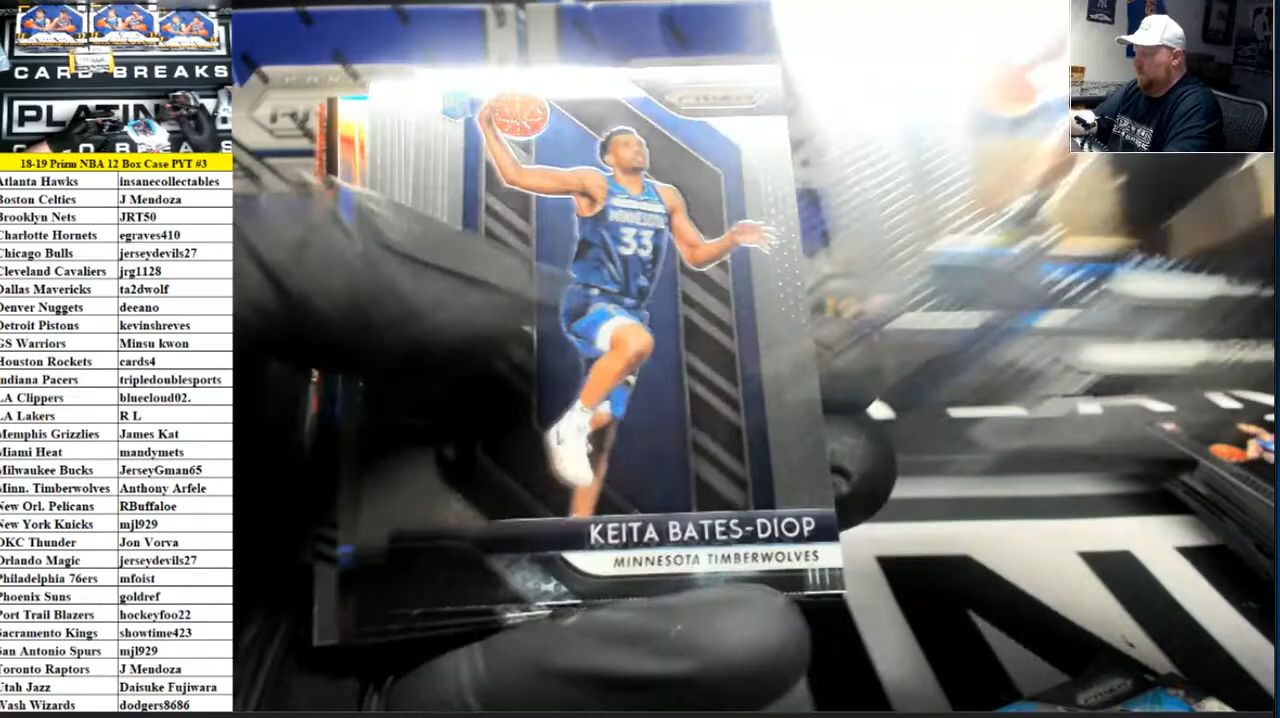 CARD BREAKS
PLATIN
18-19 Prizm NBA 12 Box Case PYT #3
Atlanta Hawks insanecollectables
Boston Celtics J Mendoza
Brooklyn Nets JRT50
Charlotte Hornets egraves410
Chicago Bulls jerseydevils27
Cleveland Cavaliers jrg1128
Dallas Mavericks ta2dwolf
Denver Nuggets deeano
Detroit Pistons kevinshreves
GS Warriors Minsu kwon
Houston Rockets cards4
Indiana Pacers tripledoublesports
LA Clippers bluecloud02.
LA Lakers R L
Memphis Grizzlies James Kat
Miami Heat mandymets
Milwaukee Bucks JerseyGman65
Minn. Timberwolves Anthony Arfele
New Orl. Pelicans RBuffaloe
New York Knicks mjl929
OKC Thunder Jon Vorva
Orlando Magic jerseydevils27
Philadelphia 76ers mfoist
Phoenix Suns goldref
Port Trail Blazers hockeyfoo22
Sacramento Kings showtime423
San Antonio Spurs mjl929
Toronto Raptors J Mendoza
Utah Jazz Daisuke Fujiwara
Wash Wizards dodgers8686
MINNESOTA
33
KEITA BATES-DIOP
MINNESOTA TIMBERWOLVES